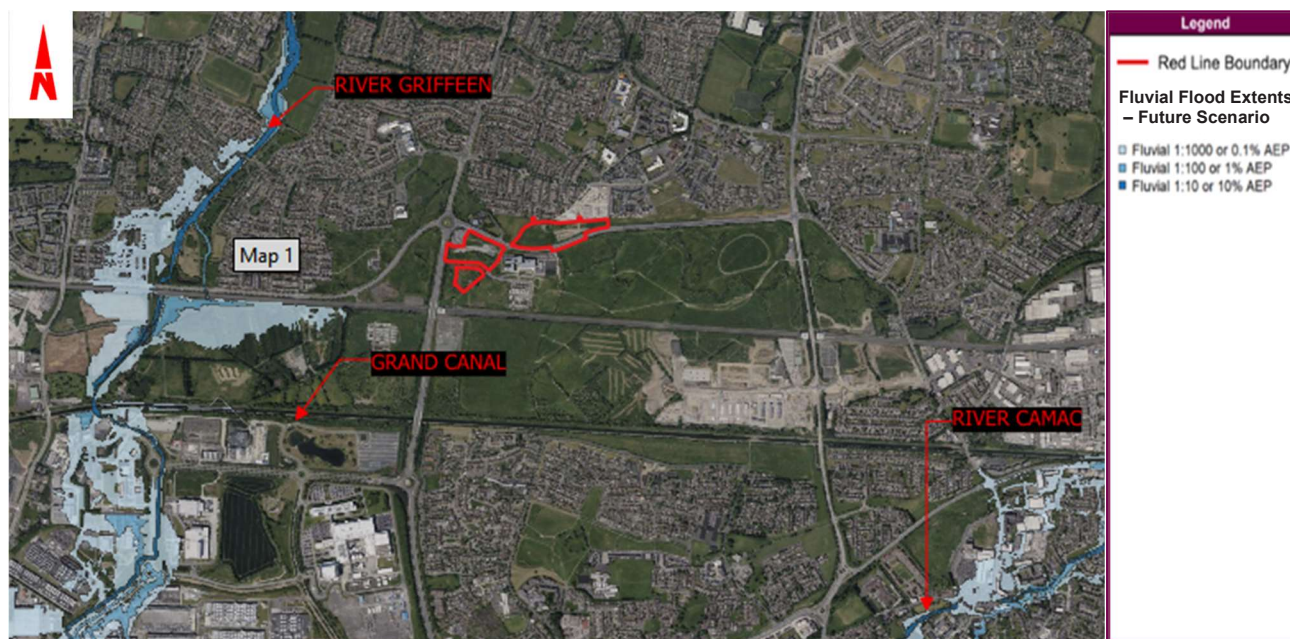 N
RIVER GRIFFEEN
Map 1
GRAND CANAL
RIVER CAMAC
Legend
Red Line Boundary
Fluvial Flood Extents
– Future Scenario
Fluvial 1:1000 or 0.1% AEP
Fluvial 1:100 or 1% AEP
Fluvial 1:10 or 10% AEP